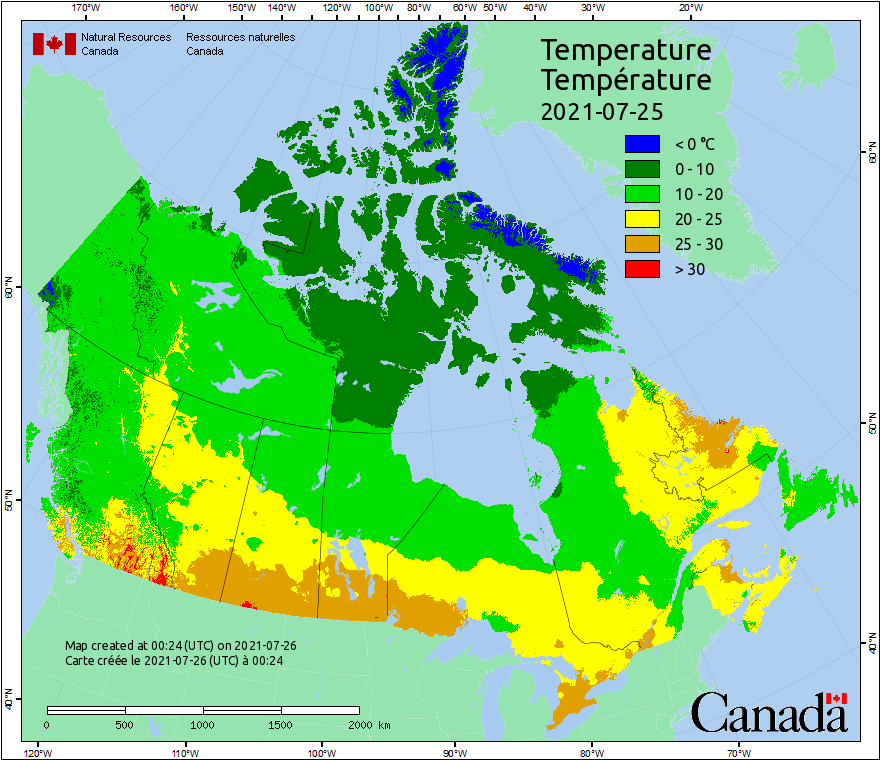 170°W 160°W 150°W 140°W 130°W 120°W 110°W 100°W 80°W 60°W 50°W 40°W 30°W 20°W
Natural Resources Ressources naturelles
Canada Canada
Temperature
Température
2021-07-25
< 0 °C
0 - 10
10 - 20
20 - 25
25 - 30
> 30
60°N
60°N
50°N
50°N
40°N
40°N
Map created at 00:24 (UTC) on 2021-07-26
Carte créée le 2021-07-26 (UTC) à 00:24
0 500 1000 1500 2000 km
Canada
120°W 110°W 100°W 90°W 80°W 70°W